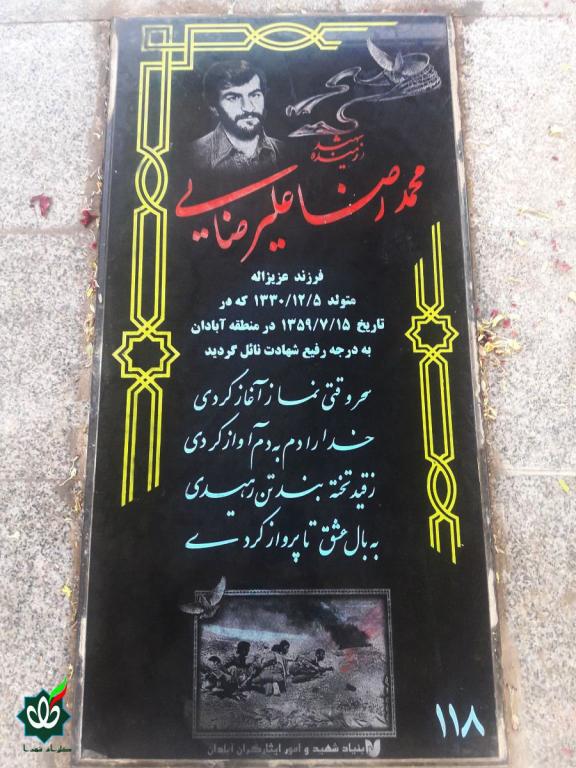 شهید
رزمنده
محمدرضا علیرضایی
فرزند عزیزاله
متولد ۱۳۳۰/۱۲/۵ که در
تاریخ ۱۳۵۹/۷/۱۵ در منطقه آبادان
به درجه رفیع شهادت نائل گردید
سحر وقتی نماز آغاز کردی
خدا را دم به دم آواز کردی
ز قید تخته بند تن رهیدی
به بال عشق تا پرواز کردی
بنیاد شهید و امور ایثارگران آبادان
۱۱۸